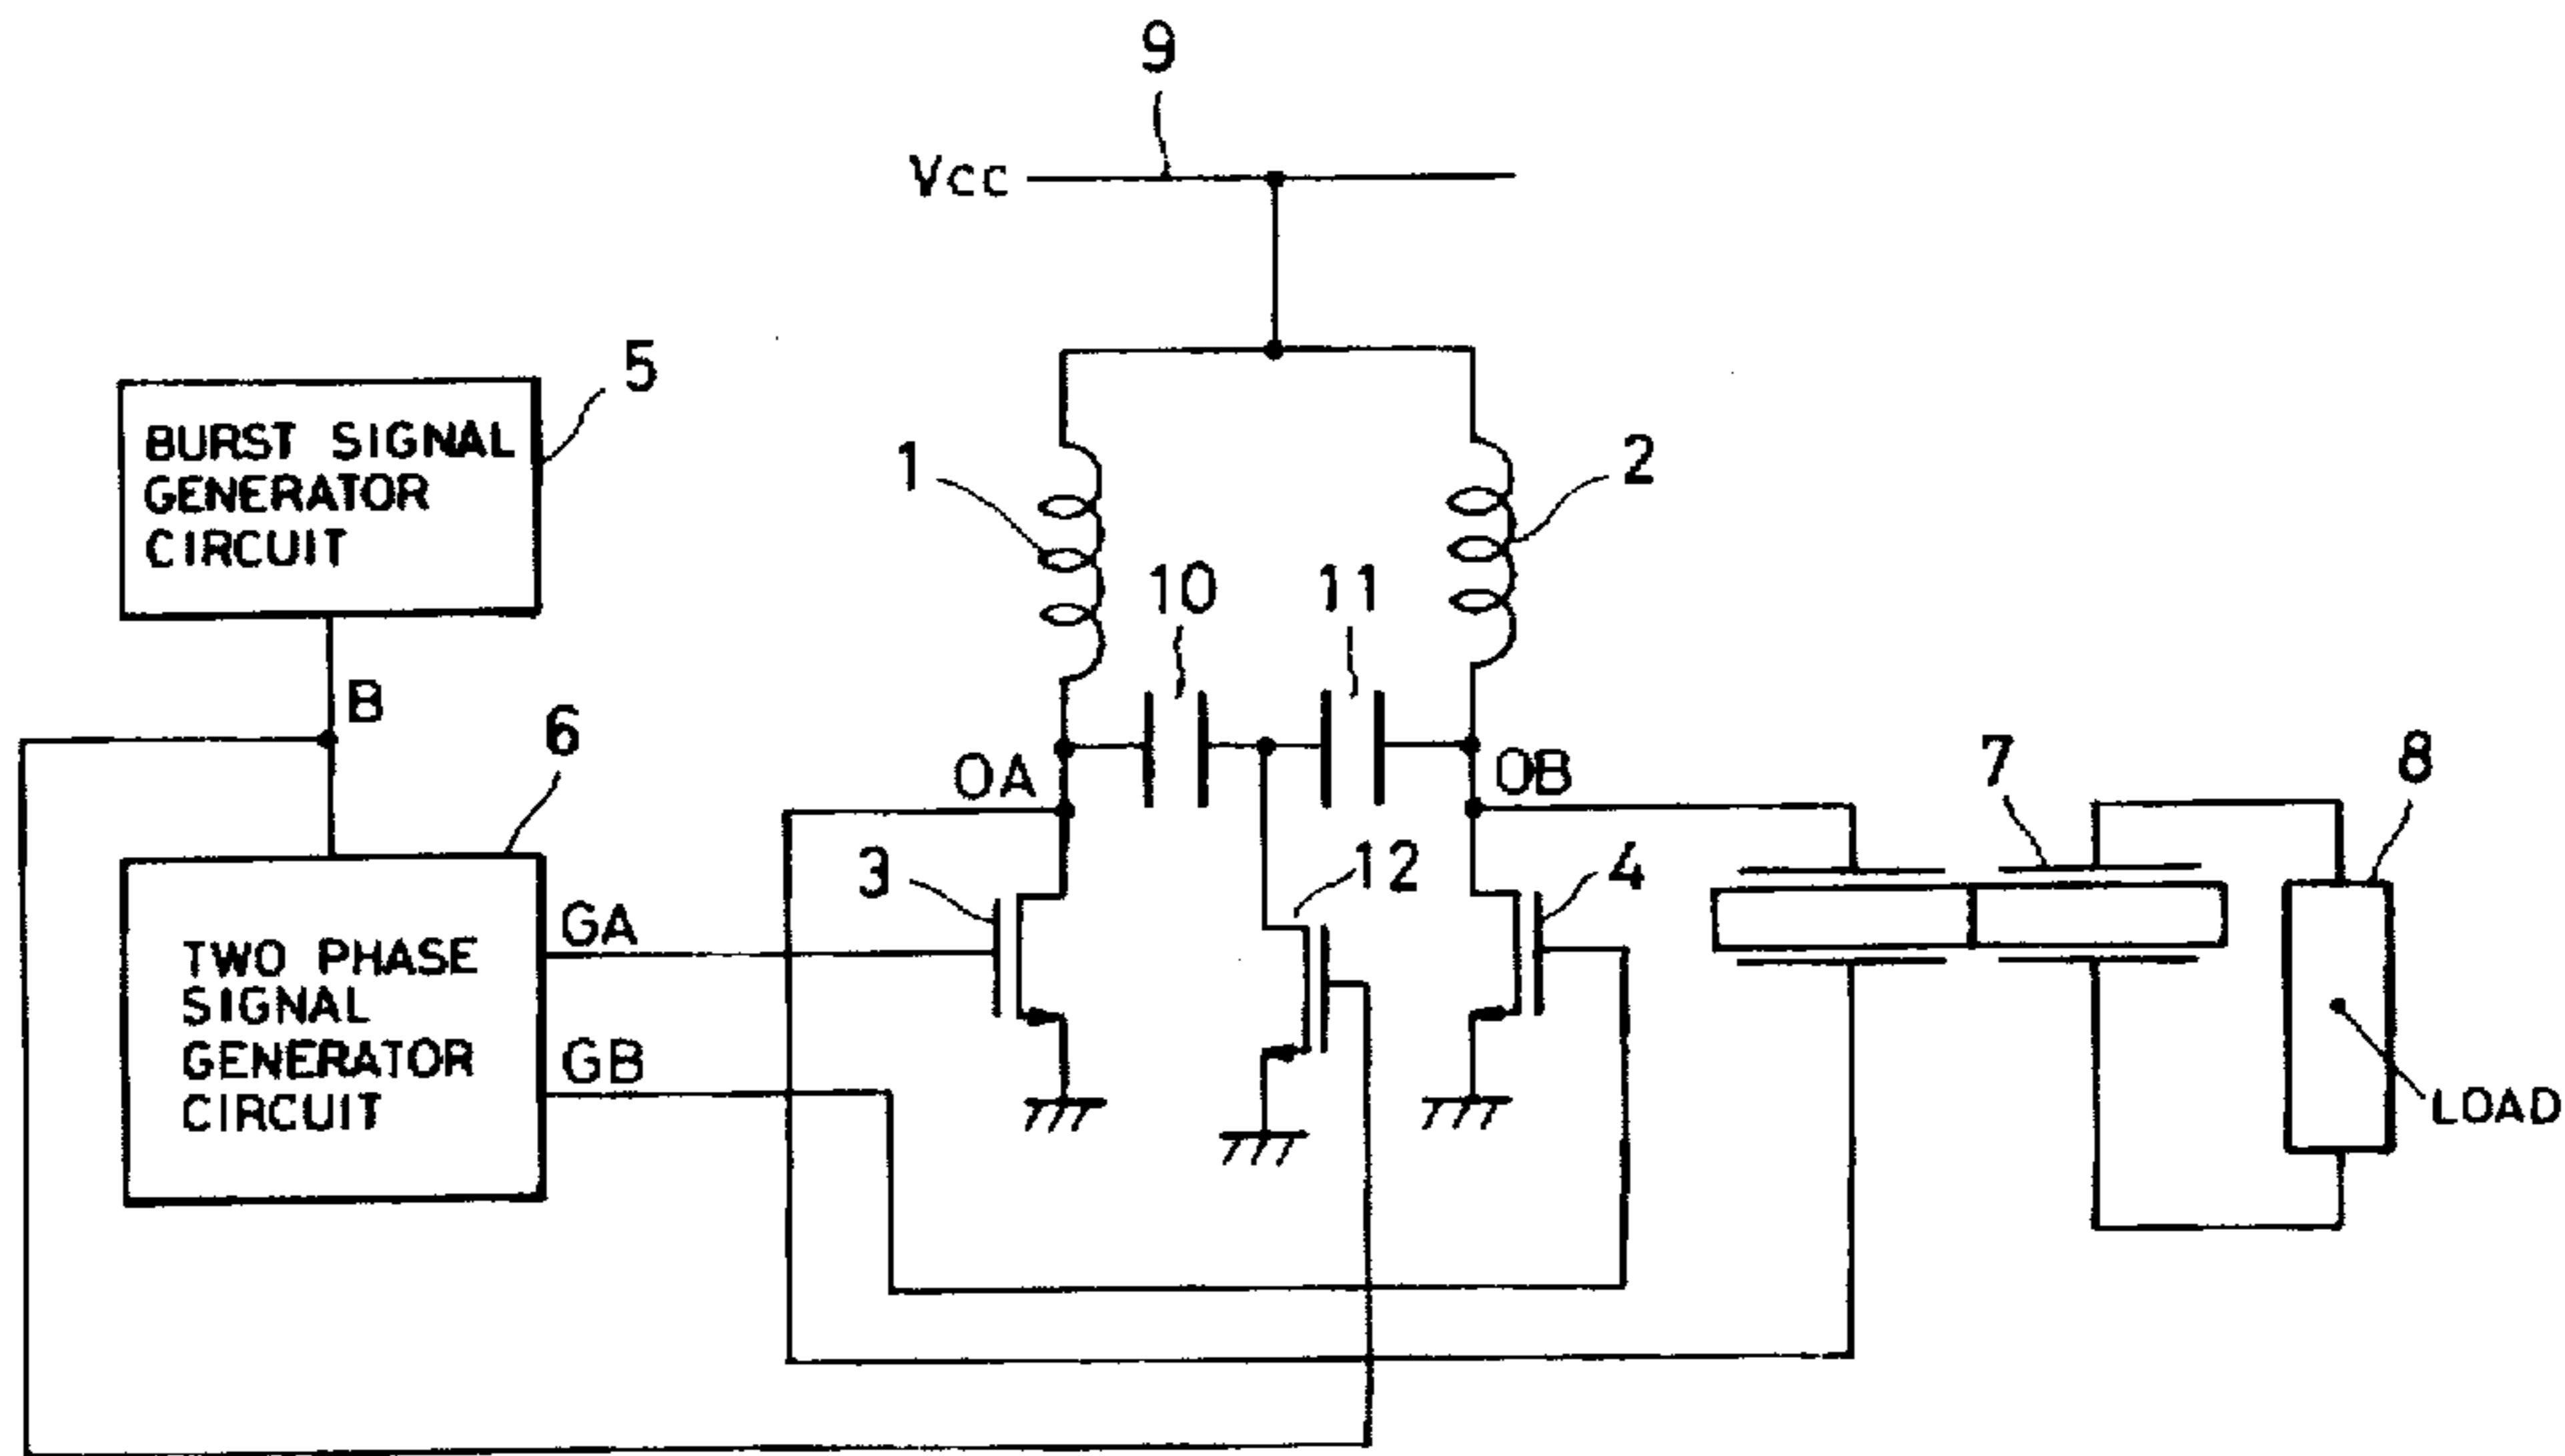 9
Vcc
5
BURST SIGNAL
GENERATOR
CIRCUIT
1
2
10
11
B
6
OA
OB
7
8
3
12
4
GA
TWO PHASE
SIGNAL
GENERATOR
CIRCUIT
GB
LOAD